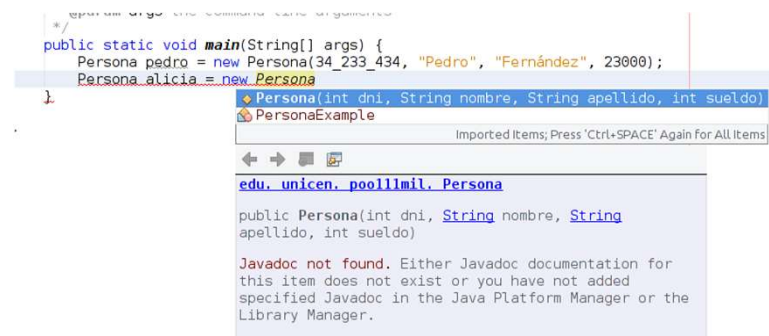 @param args the command line arguments
*/
public static void main(String[] args) {
Persona pedro = new Persona(34_233_434, "Pedro", "Fernández", 23000);
Persona alicia = new Persona
}
Persona(int dni, String nombre, String apellido, int sueldo)
PersonaExample
Imported Items; Press 'Ctrl+SPACE' Again for All Items
edu. unicen. poo111mil. Persona
public Persona(int dni, String nombre, String
apellido, int sueldo)
Javadoc not found. Either Javadoc documentation for
this item does not exist or you have not added
specified Javadoc in the Java Platform Manager or the
Library Manager.